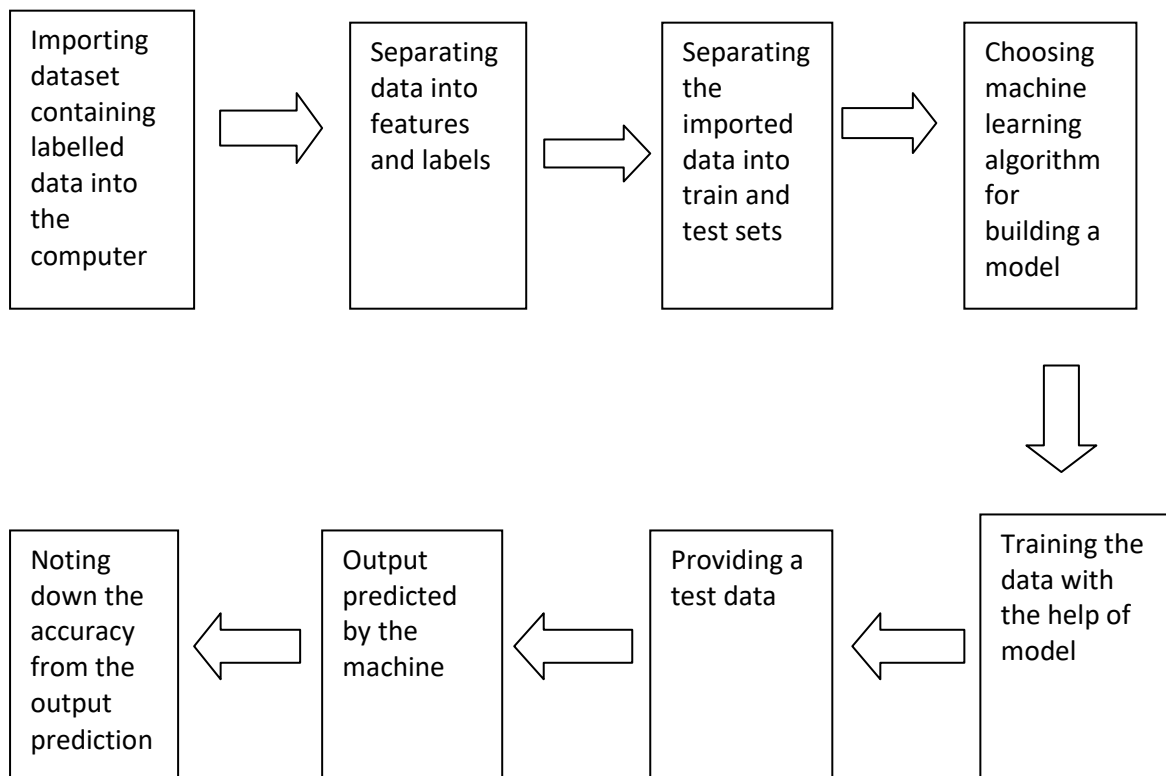 Importing
dataset
containing
labelled
data into
the
computer
Separating
data into
features
and labels
Separating
the
imported
data into
train and
test sets
Choosing
machine
learning
algorithm
for
building a
model
Training the
data with
the help of
model
Providing a
test data
Output
predicted
by the
machine
Noting
down the
accuracy
from the
output
prediction